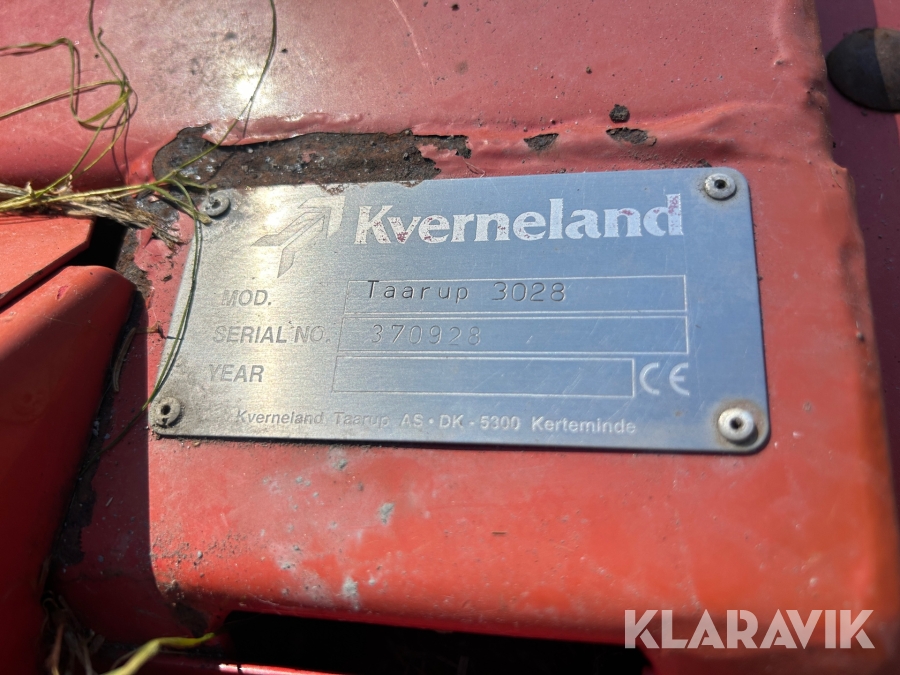 Kverneland
MOD. Taarup 3028
SERIAL NO. 370928
YEAR
CE
Kverneland Taarup AS • DK - 5300 Kerteminde
KLARAVIK